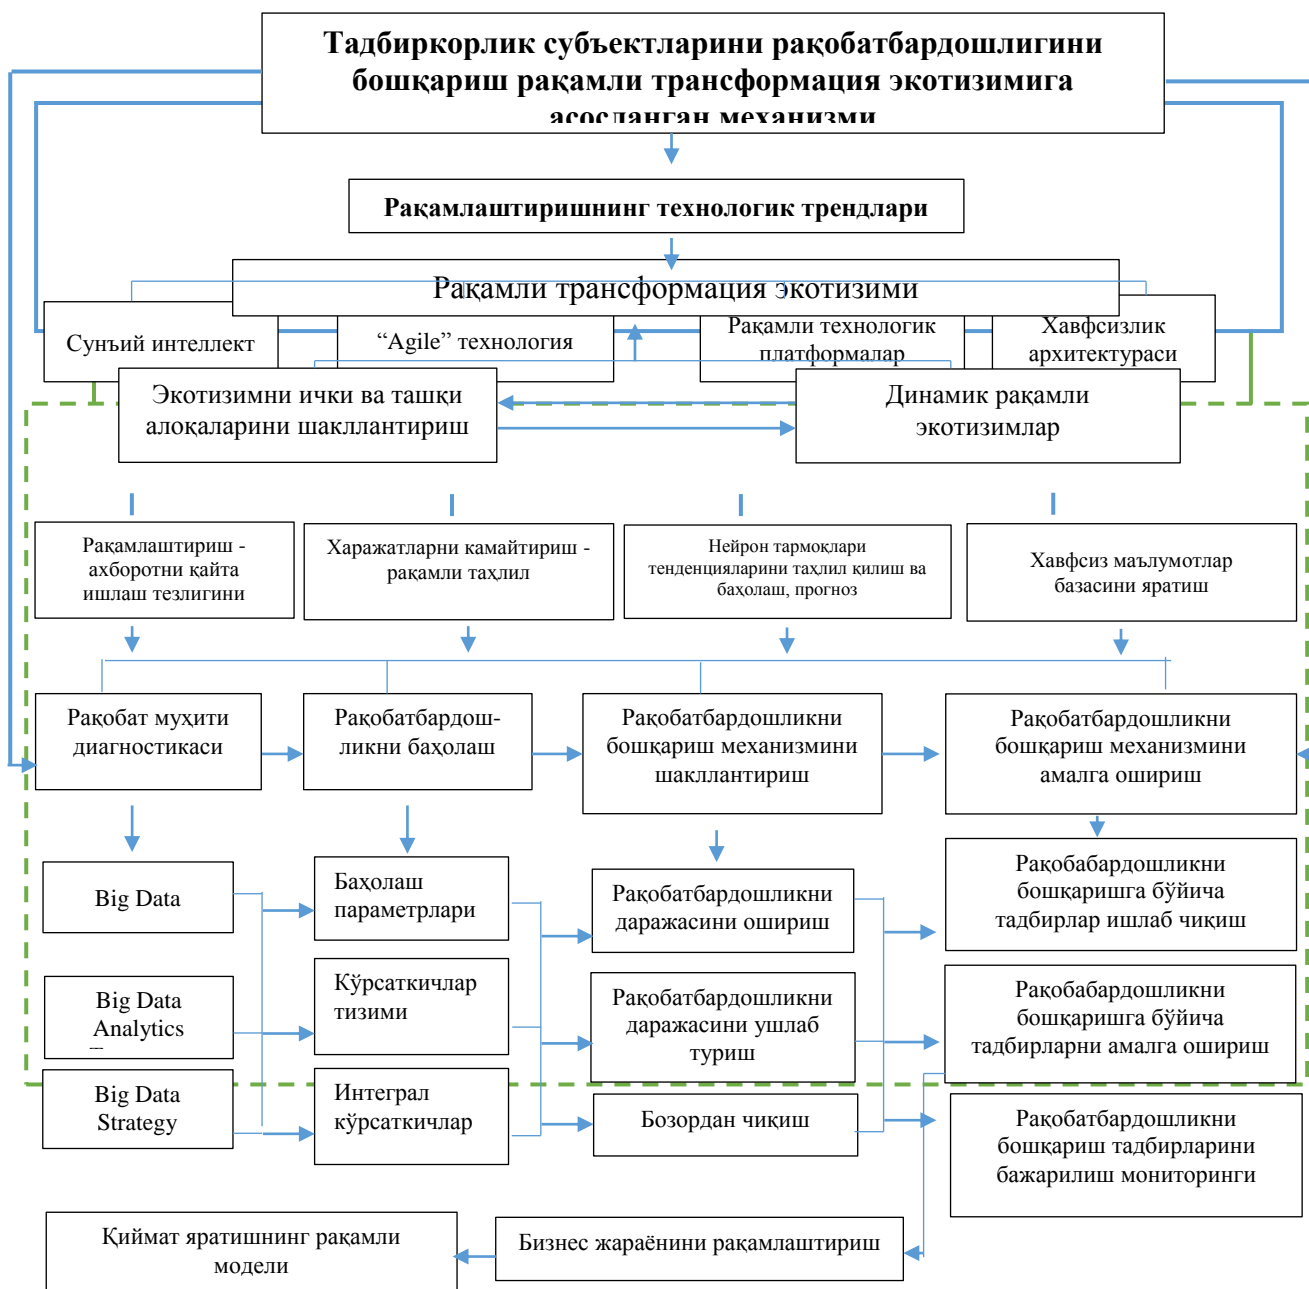 Тадбиркорлик субъектларини рақобатбардошлигини
бошқариш рақамли трансформация экотизимига
асосланган механизми
Рақамлаштиришнинг технологик трендлари
Рақамли трансформация экотизими
Сунъий интеллект
“Agile” технология
Рақамли технологик
платформалар
Хавфсизлик
архитектураси
Экотизимни ички ва ташқи
алоқаларини шакллантириш
Динамик рақамли
экотизимлар
Рақамлаштириш -
ахборотни қайта
ишлаш тезлигини
Харажатларни камайтириш -
рақамли таҳлил
Нейрон тармоқлари
тенденцияларини таҳлил қилиш ва
баҳолаш, прогноз
Хавфсиз маълумотлар
базасини яратиш
Рақобат муҳити
диагностикаси
Рақобатбардош-
ликни баҳолаш
Рақобатбардошликни
бошқариш механизмини
шакллантириш
Рақобатбардошликни
бошқариш механизмини
амалга ошириш
Big Data
Баҳолаш
параметрлари
Рақобатбардошликни
даражасини ошириш
Рақобабардошликни
бошқаришга бўйича
тадбирлар ишлаб чиқиш
Big Data
Analytics
Кўрсаткичлар
тизими
Рақобатбардошликни
даражасини ушлаб
туриш
Рақобабардошликни
бошқаришга бўйича
тадбирларни амалга ошириш
Big Data
Strategy
Интеграл
кўрсаткичлар
Бозордан чиқиш
Рақобатбардошликни
бошқариш тадбирларини
бажарилиш мониторинги
Қиймат яратишнинг рақамли
модели
Бизнес жараёнини рақамлаштириш